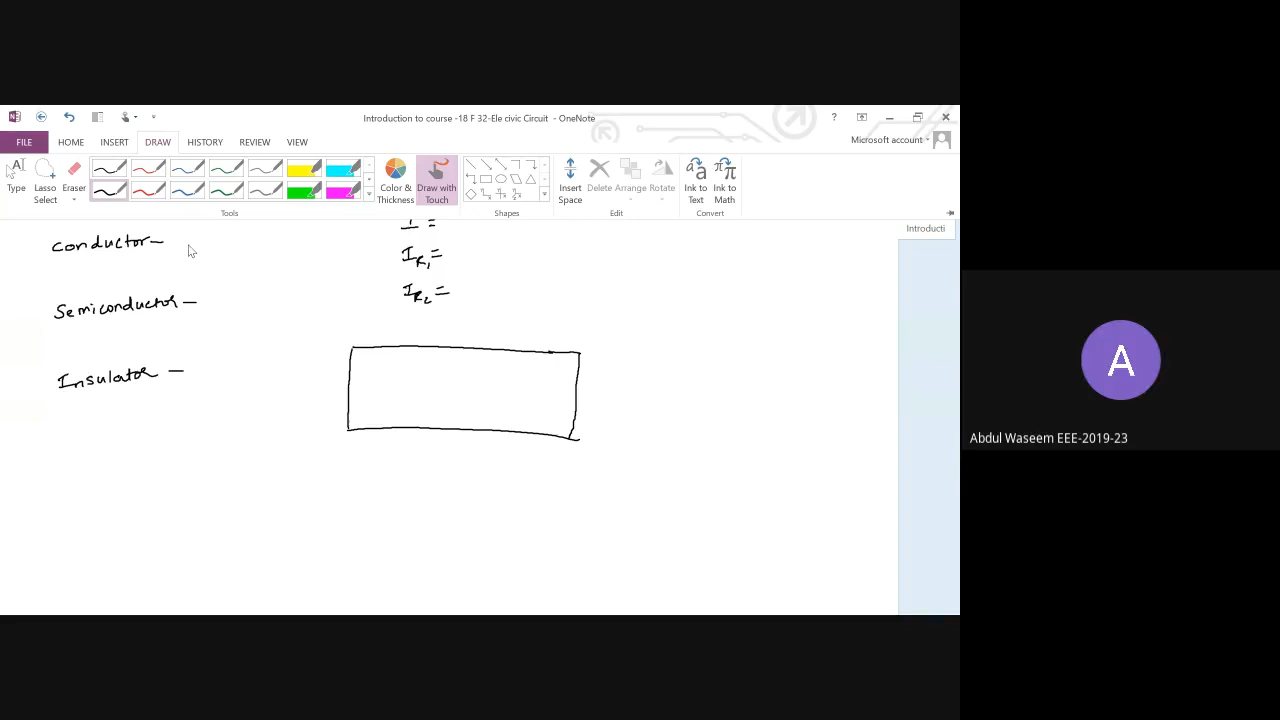 Introduction to course -18 F 32-Ele civic Circuit - OneNote
?
FILE HOME INSERT DRAW HISTORY REVIEW VIEW
Microsoft account
Type
Lasso Select
Eraser
Color & Thickness
Draw with Touch
Insert Space
Delete
Arrange
Rotate
Ink to Text
Ink to Math
Tools
Shapes
Edit
Convert
Introducti
I =
Conductor—
I_R1 =
I_R2 =
Semiconductor —
Insulator —
A
Abdul Waseem EEE-2019-23